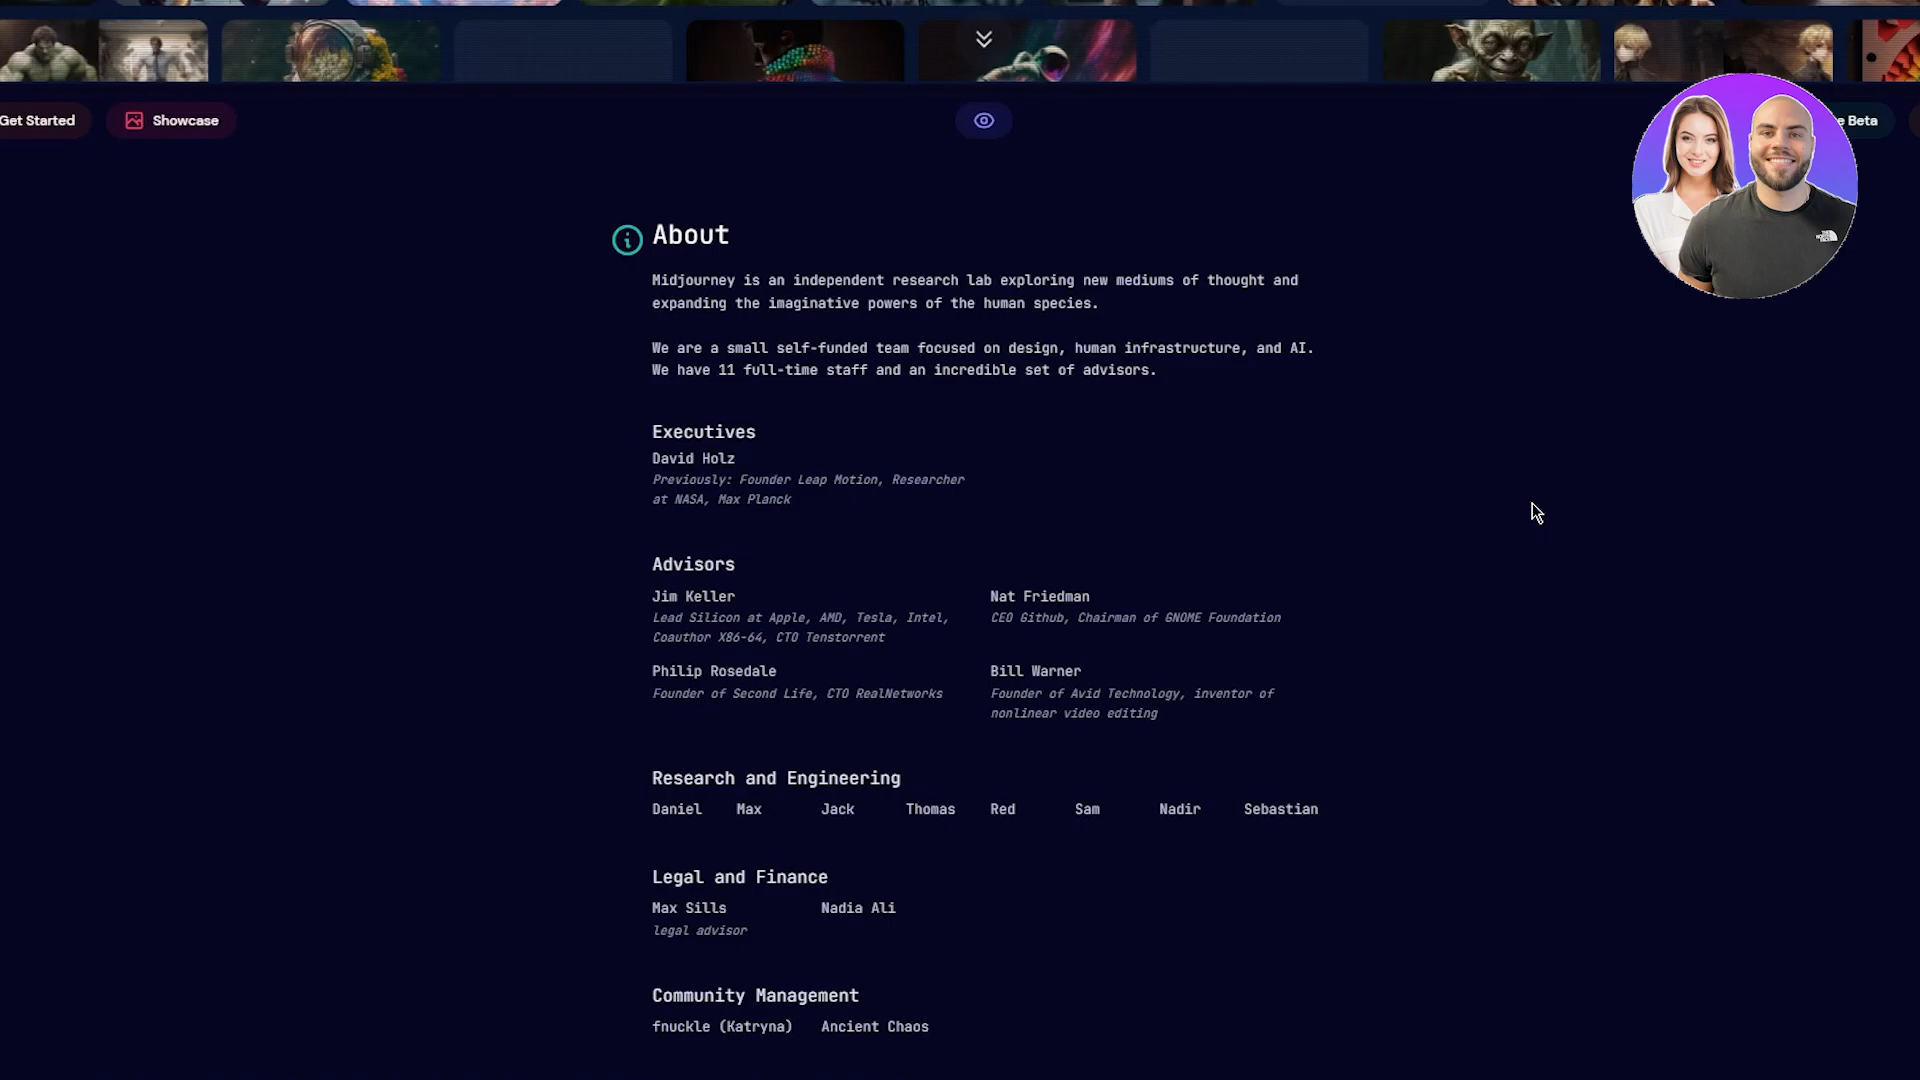 Get Started
Showcase
e Beta
About
Midjourney is an independent research lab exploring new mediums of thought and
expanding the imaginative powers of the human species.
We are a small self-funded team focused on design, human infrastructure, and AI.
We have 11 full-time staff and an incredible set of advisors.
Executives
David Holz
Previously: Founder Leap Motion, Researcher
at NASA, Max Planck
Advisors
Jim Keller
Lead Silicon at Apple, AMD, Tesla, Intel,
Coauthor X86-64, CTO Tenstorrent
Nat Friedman
CEO Github, Chairman of GNOME Foundation
Philip Rosedale
Founder of Second Life, CTO RealNetworks
Bill Warner
Founder of Avid Technology, inventor of
nonlinear video editing
Research and Engineering
Daniel Max Jack Thomas Red Sam Nadir Sebastian
Legal and Finance
Max Sills
legal advisor
Nadia Ali
Community Management
fnuckle (Katryna) Ancient Chaos